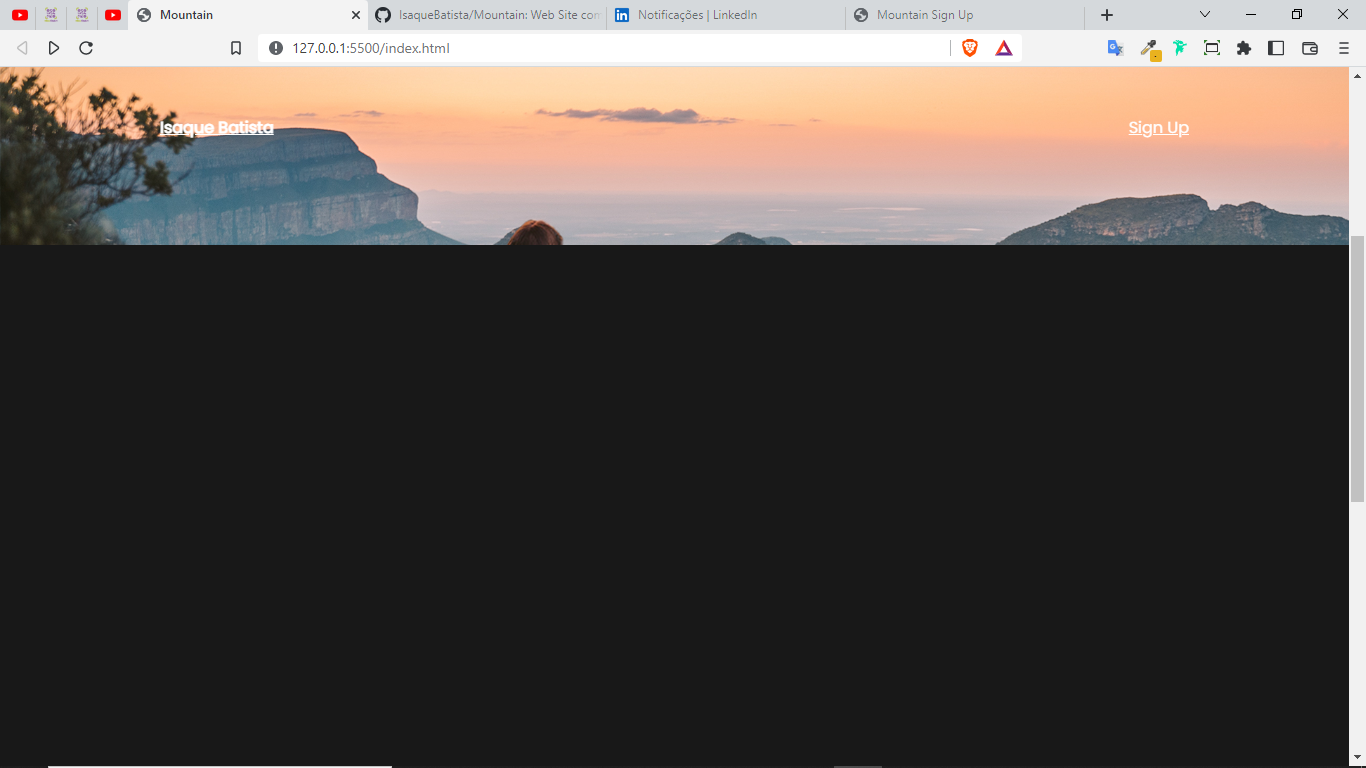 Mountain
IsaqueBatista/Mountain: Web Site com
Notificações | LinkedIn
Mountain Sign Up
127.0.0.1:5500/index.html
Isaque Batista
Sign Up